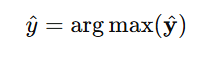 ŷ = arg max(ŷ)